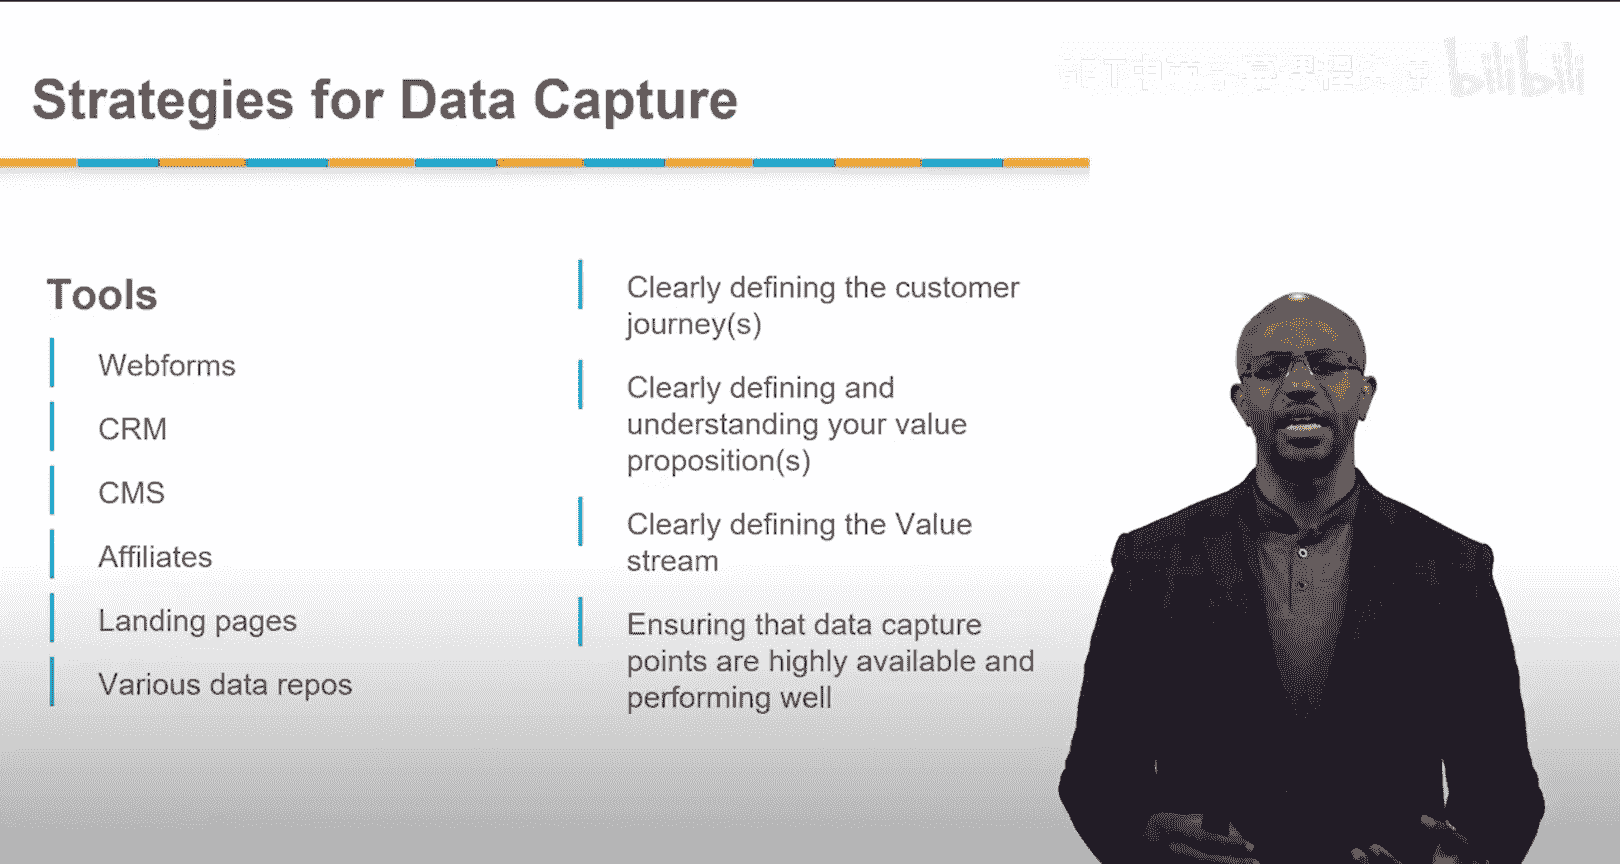 Strategies for Data Capture
bilibili
Tools
Webforms
CRM
CMS
Affiliates
Landing pages
Various data repos
Clearly defining the customer
journey(s)
Clearly defining and
understanding your value
proposition(s)
Clearly defining the Value
stream
Ensuring that data capture
points are highly available and
performing well